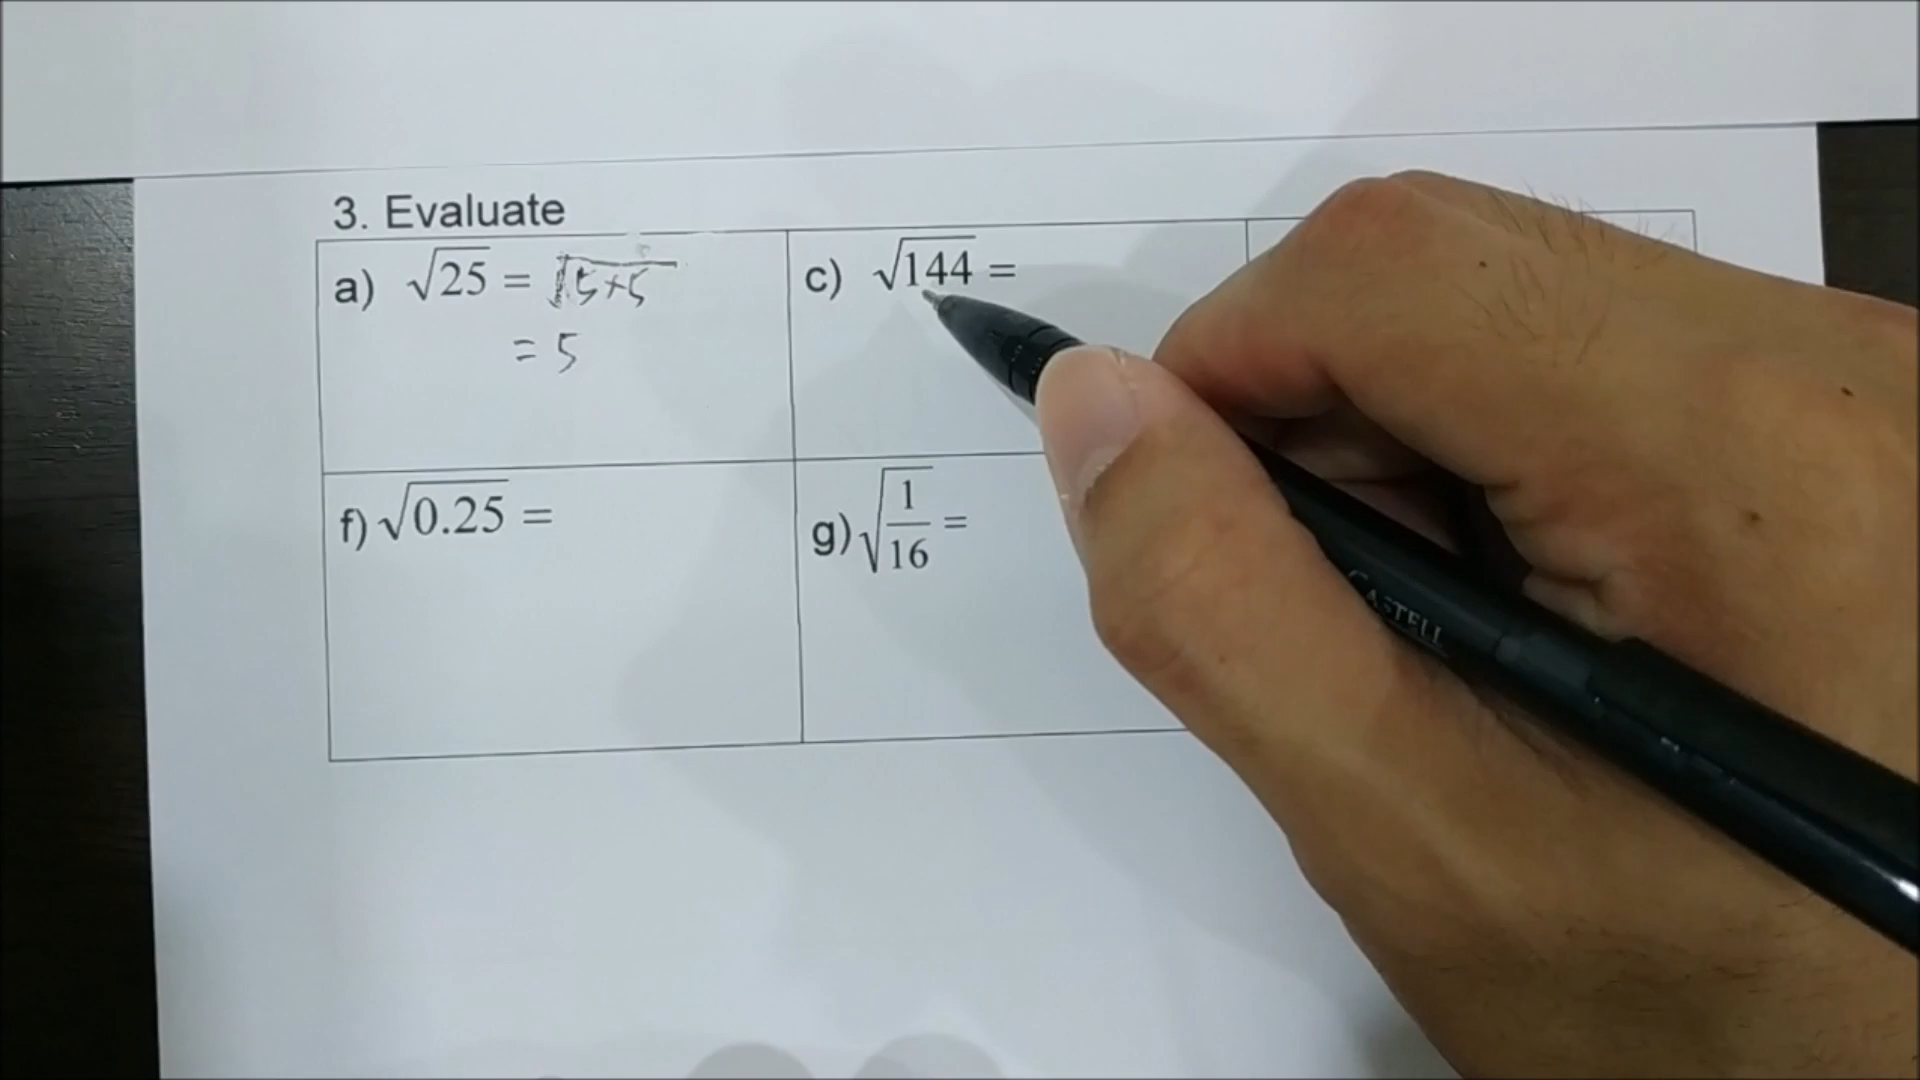 3. Evaluate
a) √25 = √5×5
= 5
c) √144 =
f) √0.25 =
g) √1/16 =
CASTELL